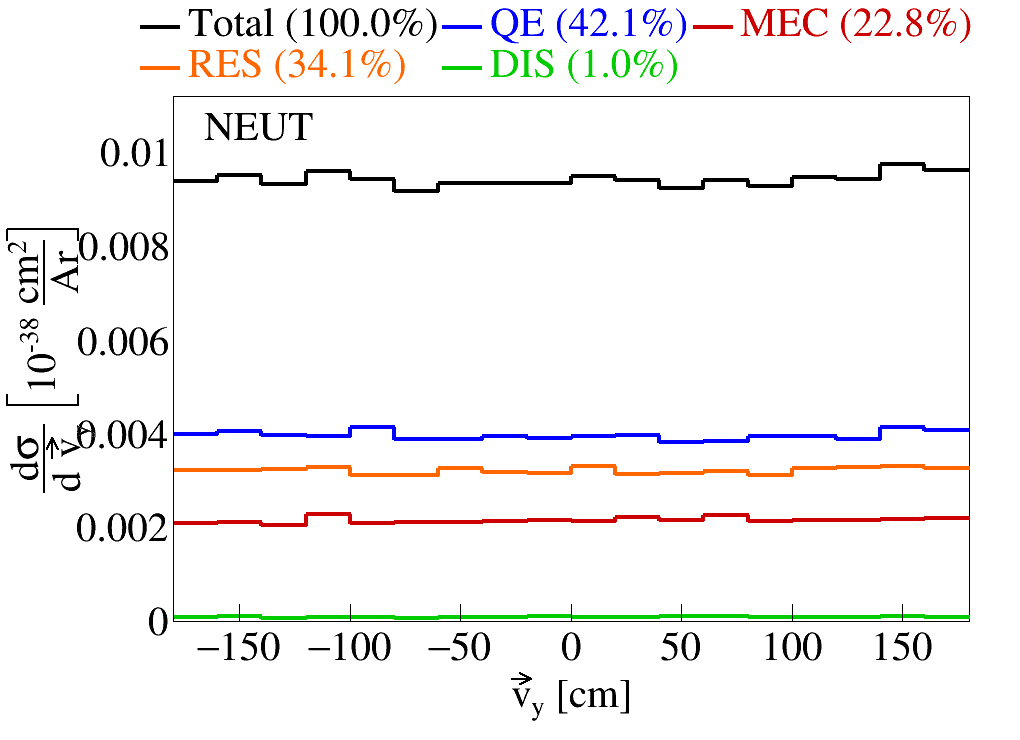 Total (100.0%) QE (42.1%) MEC (22.8%)
RES (34.1%) DIS (1.0%)
NEUT
0.01
0.008
0.006
0.004
0.002
0
−150 −100 −50 0 50 100 150
v⃗y [cm]
dσ/d v⃗y [10⁻³⁸ cm²/Ar]